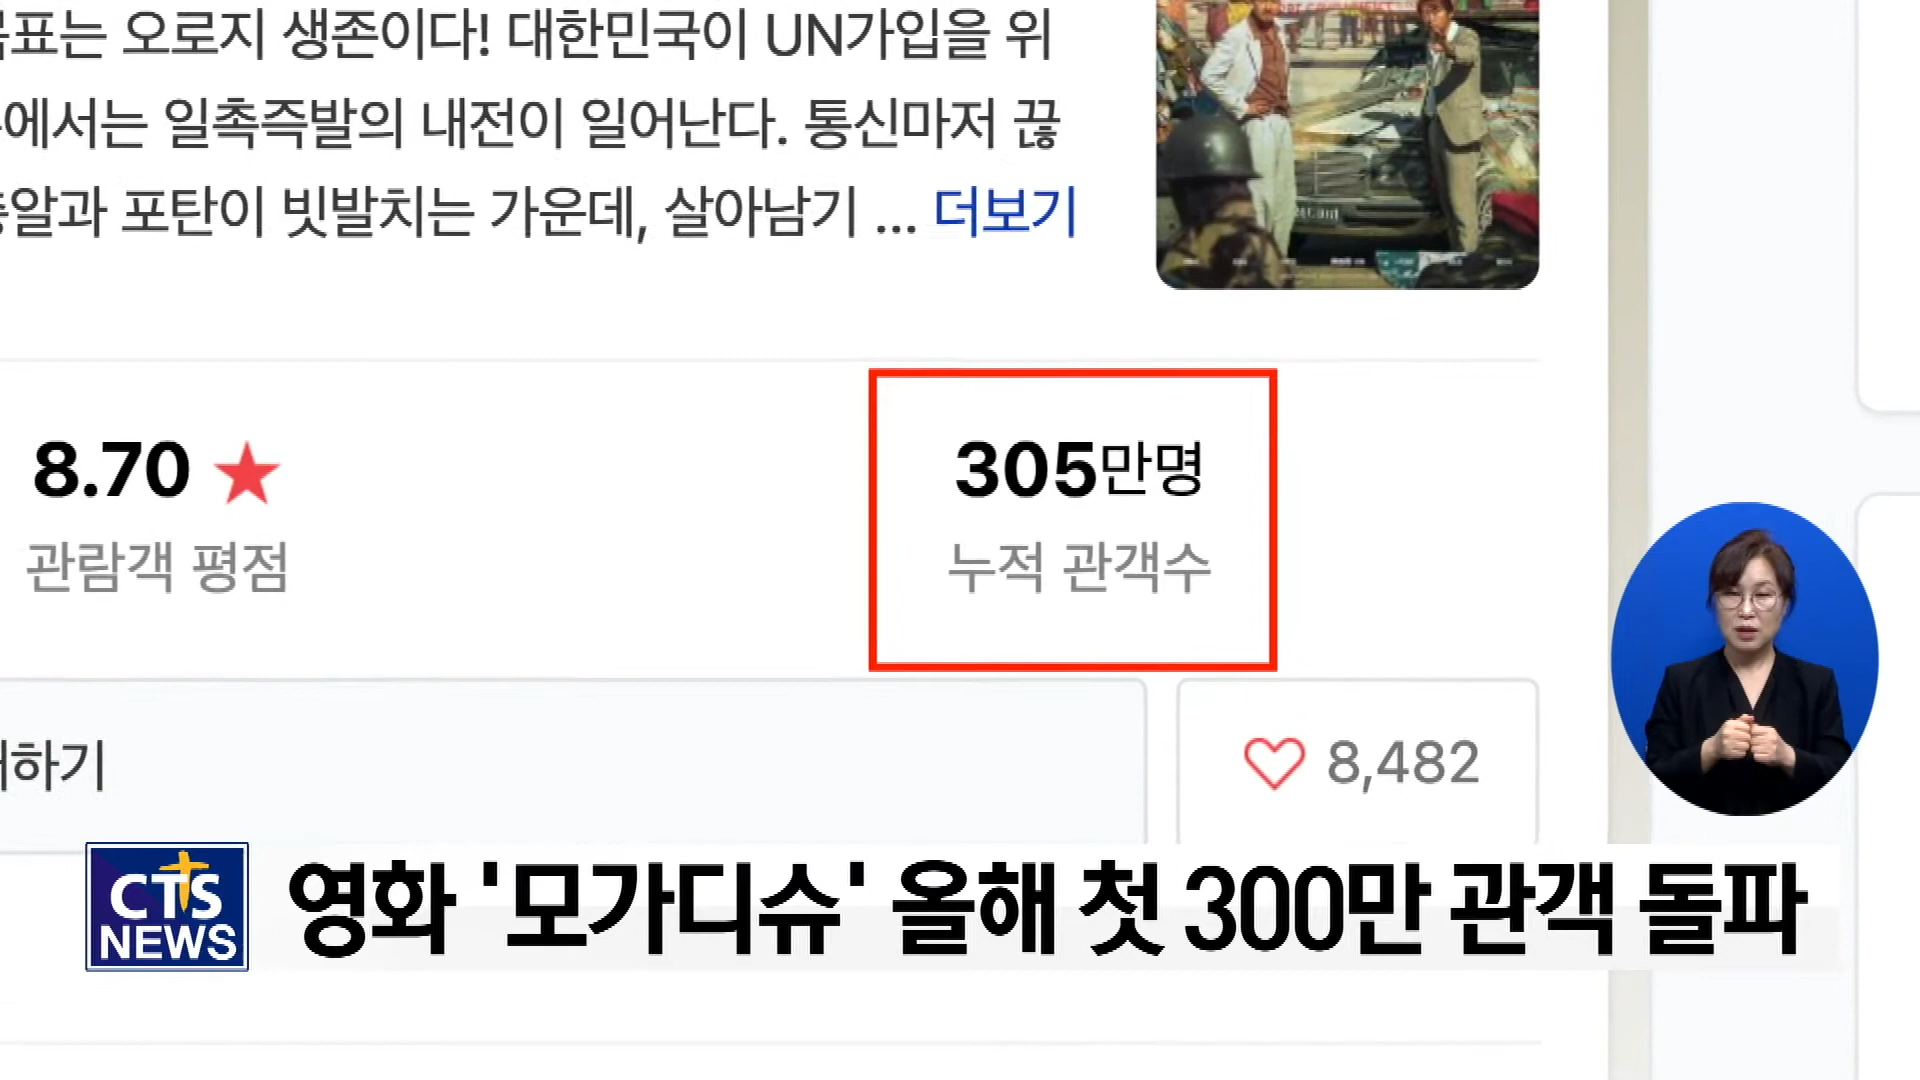 목표는 오로지 생존이다! 대한민국이 UN가입을 위
에서는 일촉즉발의 내전이 일어난다. 통신마저 끊
총알과 포탄이 빗발치는 가운데, 살아남기 ... 더보기
8.70
305만명
관람객 평점
누적 관객수
하기
8,482
CTS
NEWS
영화 '모가디슈' 올해 첫 300만 관객 돌파